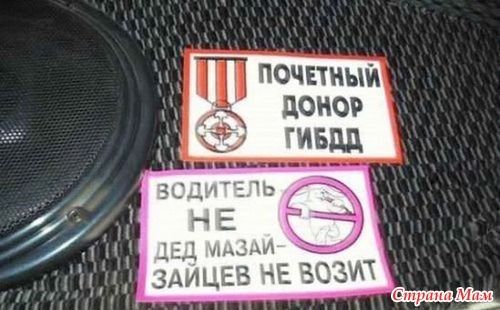 ПОЧЕТНЫЙ
ДОНОР
ГИБДД
ВОДИТЕЛЬ-
НЕ
ДЕД МАЗАЙ-
ЗАЙЦЕВ НЕ ВОЗИТ
Страна Мам